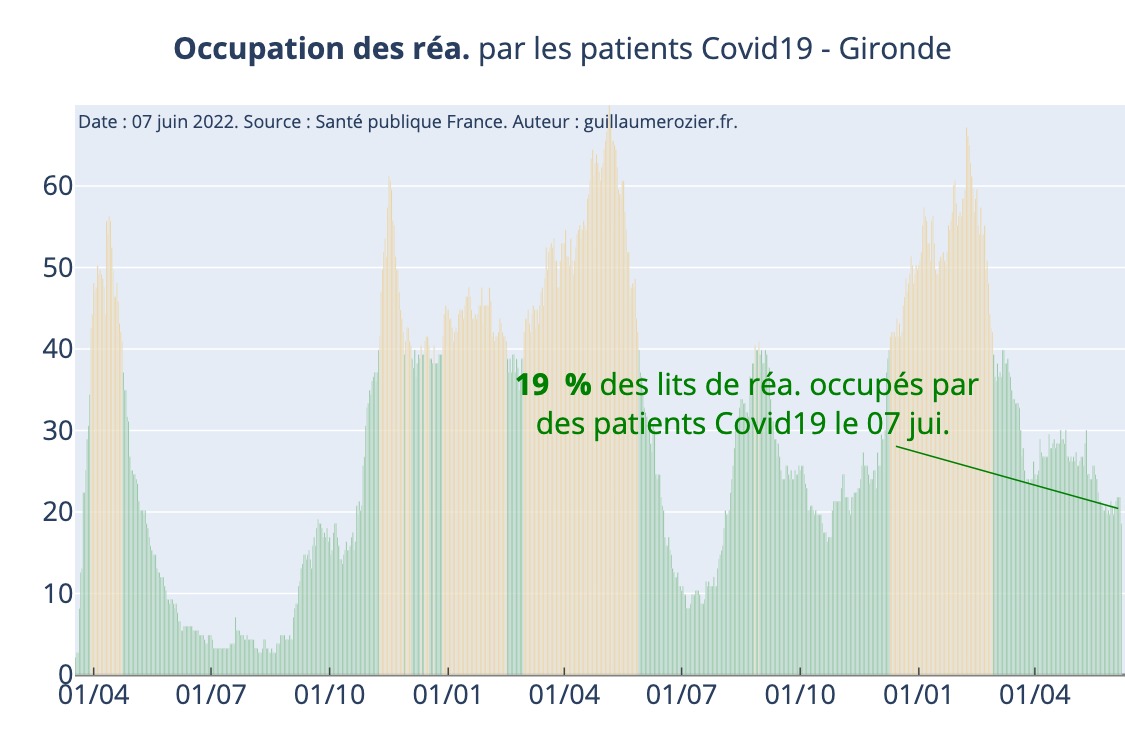 Occupation des réa. par les patients Covid19 - Gironde
Date : 07 juin 2022. Source : Santé publique France. Auteur : guillaumerozier.fr.
60
50
40
30
20
10
0
19 % des lits de réa. occupés par
des patients Covid19 le 07 jui.
01/04 01/07 01/10 01/01 01/04 01/07 01/10 01/01 01/04